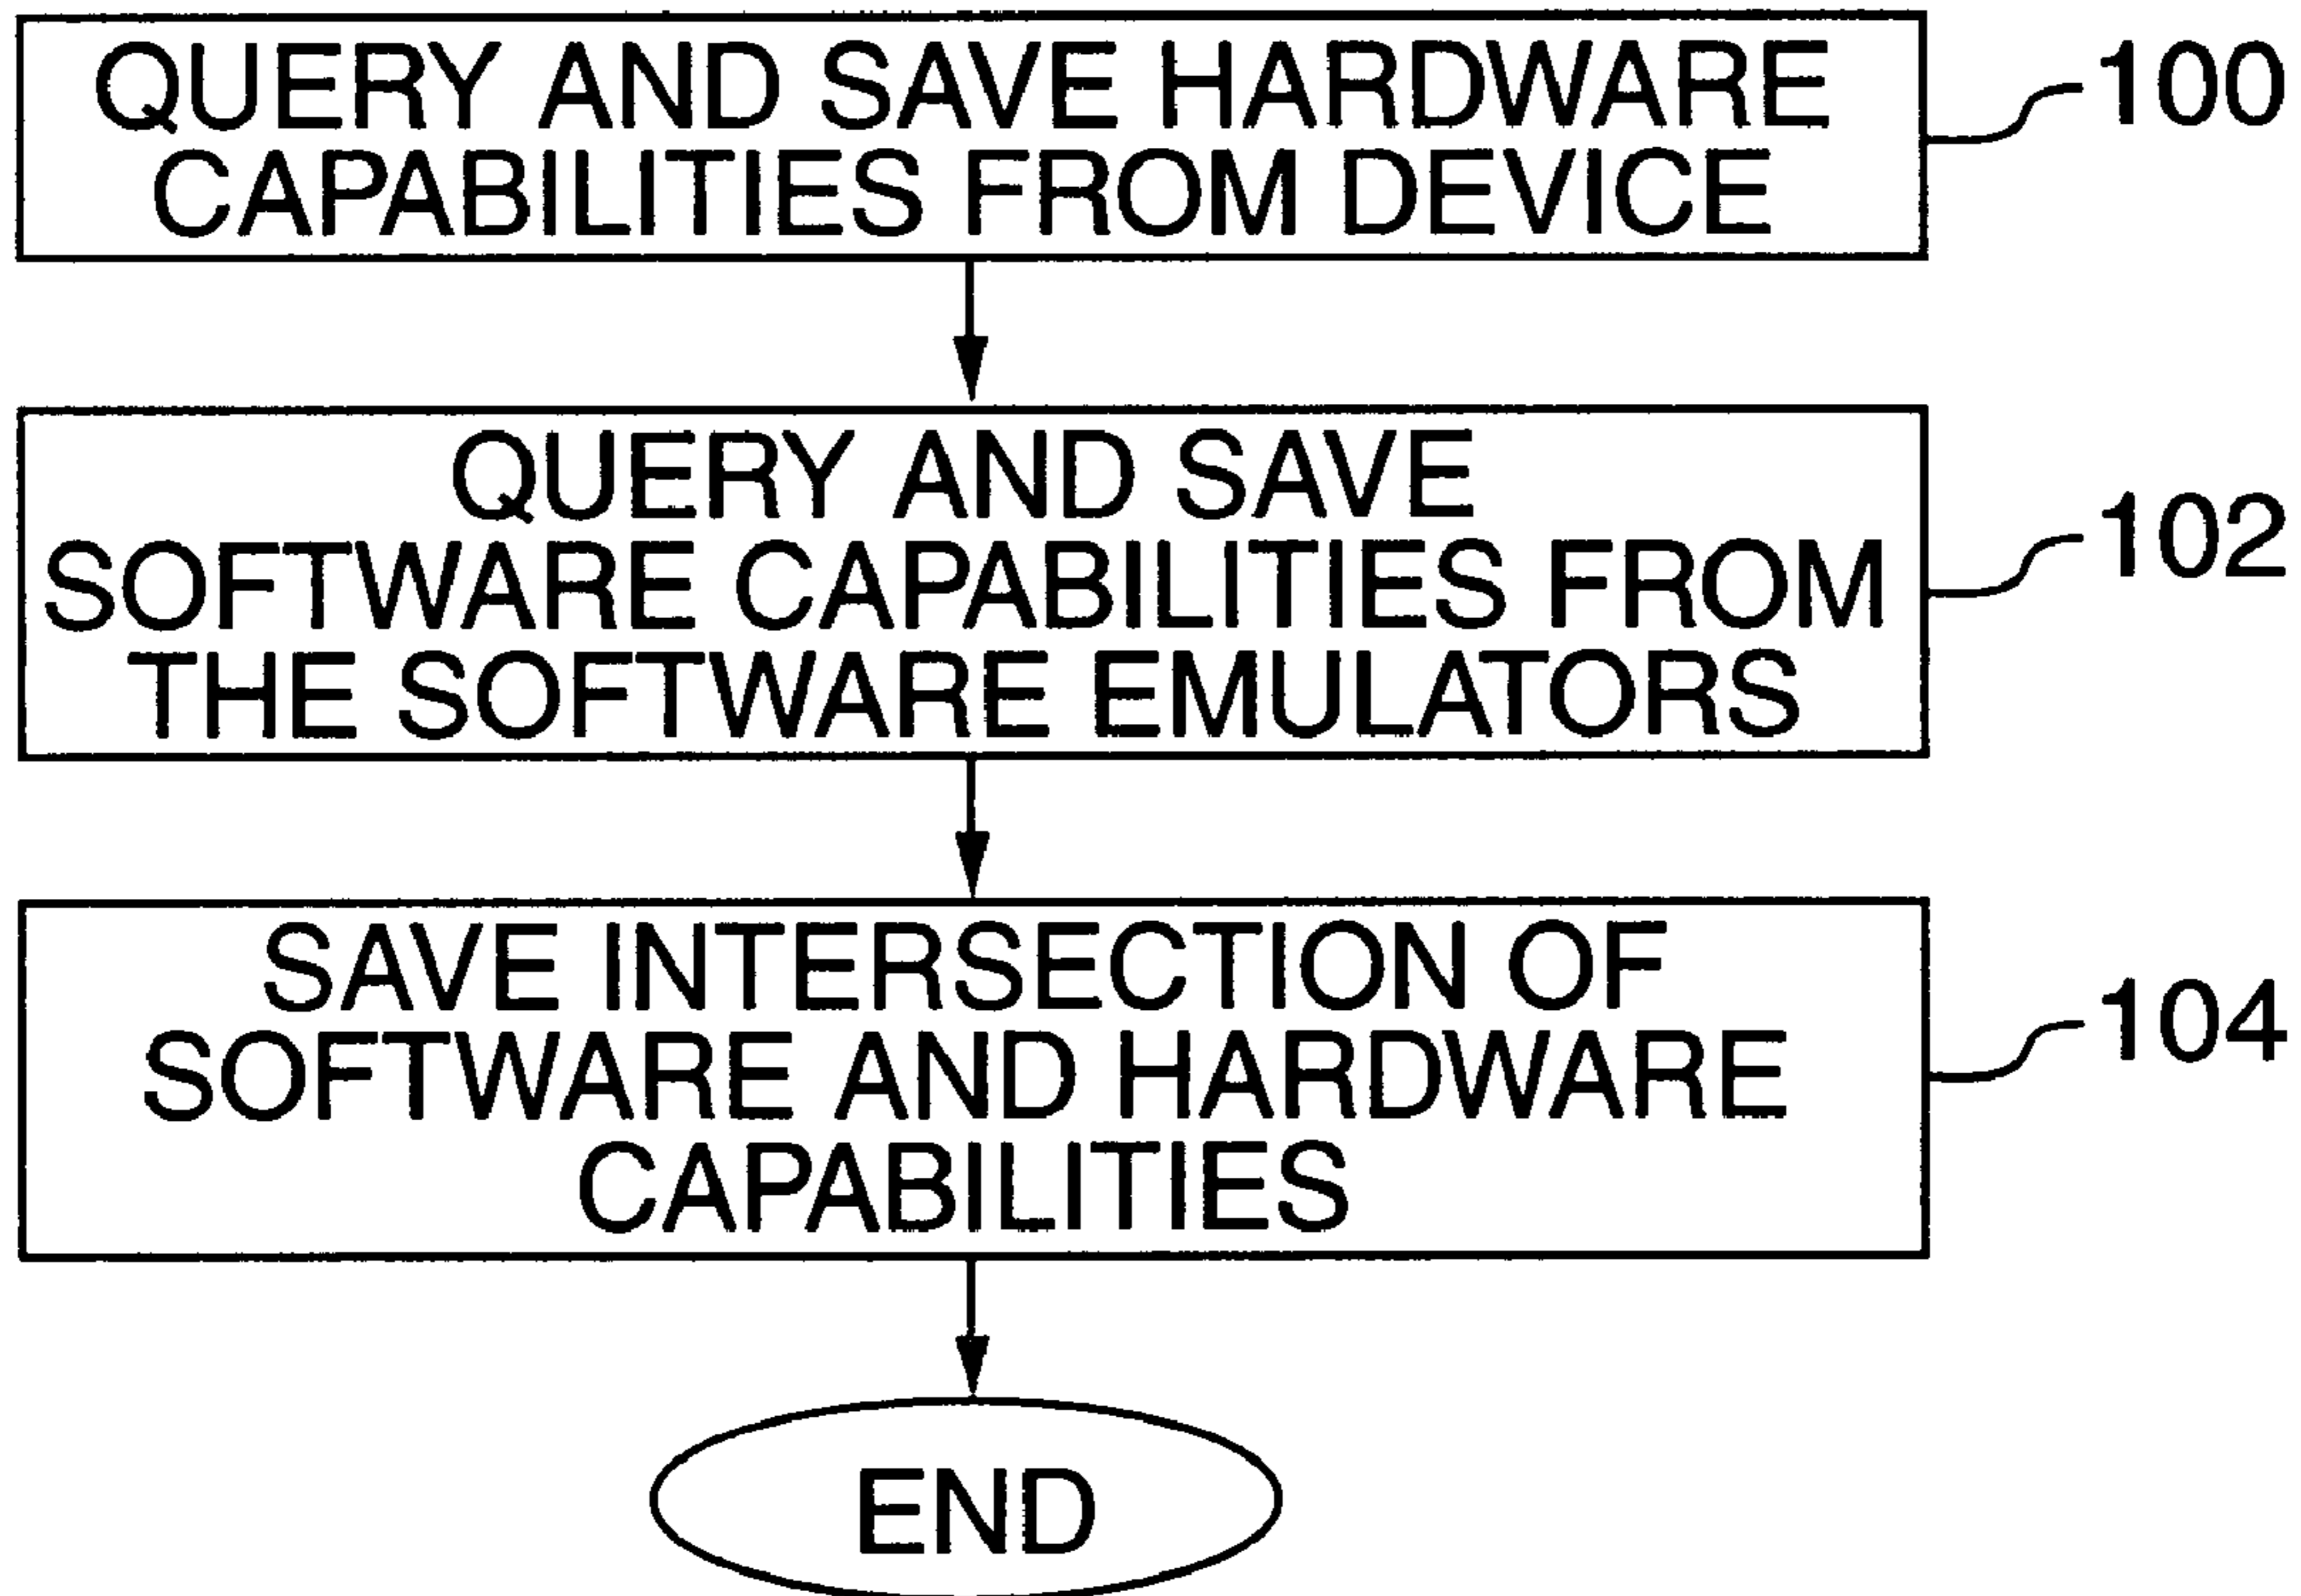 QUERY AND SAVE HARDWARE
CAPABILITIES FROM DEVICE
100
QUERY AND SAVE
SOFTWARE CAPABILITIES FROM
THE SOFTWARE EMULATORS
102
SAVE INTERSECTION OF
SOFTWARE AND HARDWARE
CAPABILITIES
104
END